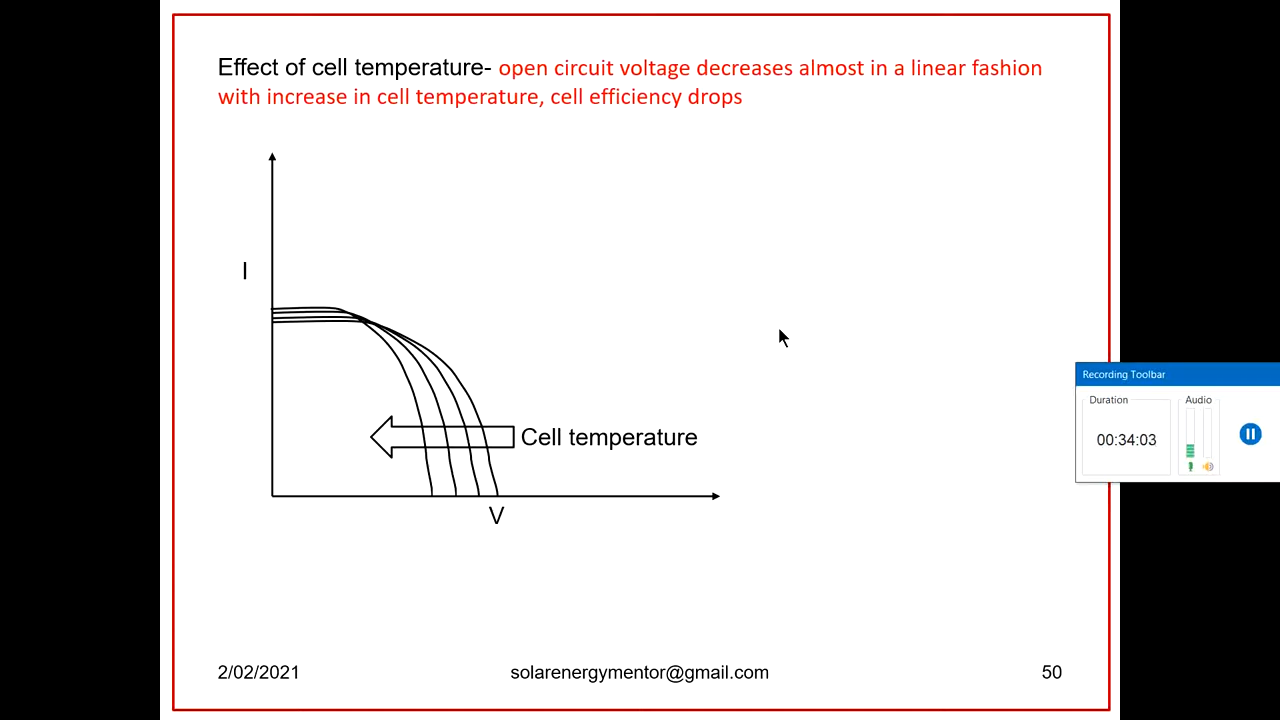 Effect of cell temperature- open circuit voltage decreases almost in a linear fashion
with increase in cell temperature, cell efficiency drops
I
Cell temperature
V
Recording Toolbar
Duration
Audio
00:34:03
2/02/2021
solarenergymentor@gmail.com
50